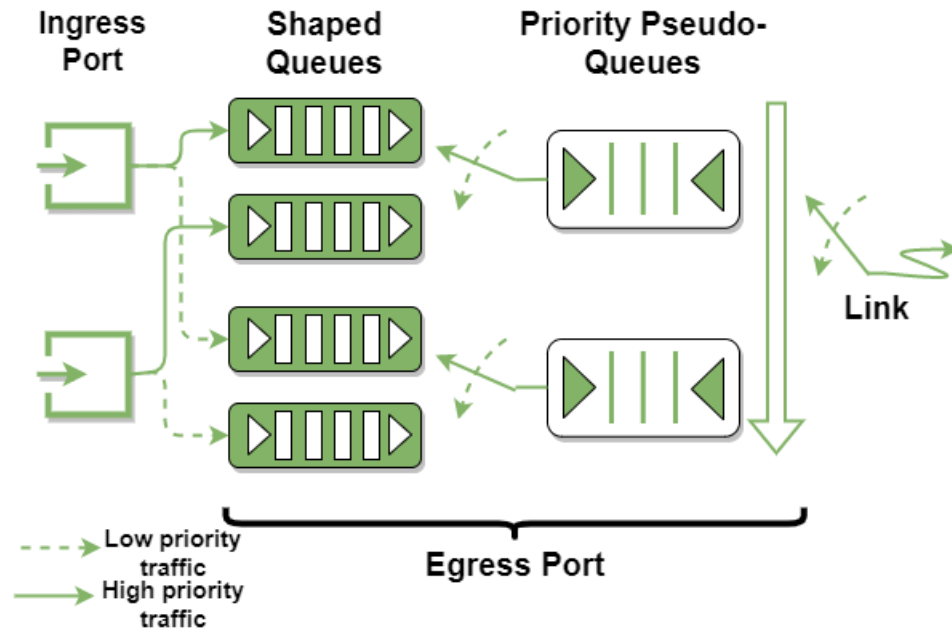 Ingress
Port
Shaped
Queues
Priority Pseudo-
Queues
Link
Egress Port
Low priority
traffic
High priority
traffic